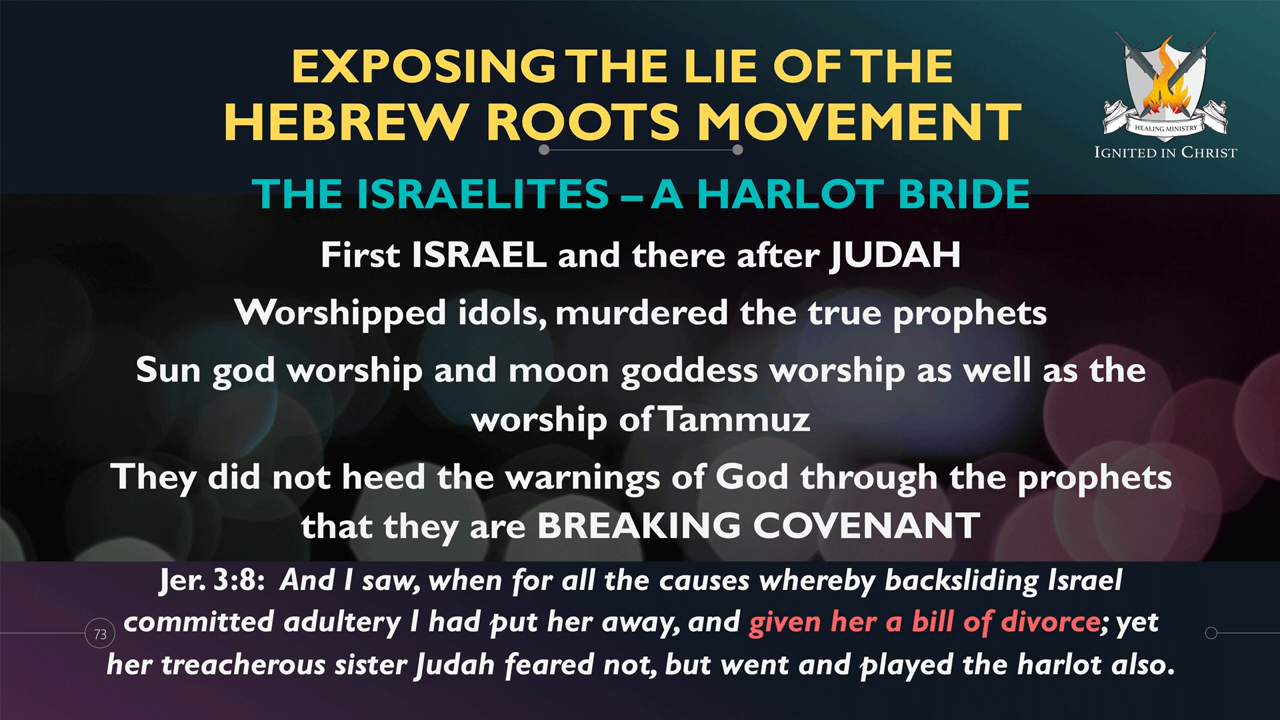 EXPOSING THE LIE OF THE
HEBREW ROOTS MOVEMENT
HEALING MINISTRY
IGNITED IN CHRIST
THE ISRAELITES – A HARLOT BRIDE
First ISRAEL and there after JUDAH
Worshipped idols, murdered the true prophets
Sun god worship and moon goddess worship as well as the
worship of Tammuz
They did not heed the warnings of God through the prophets
that they are BREAKING COVENANT
Jer. 3:8: And I saw, when for all the causes whereby backsliding Israel
committed adultery I had put her away, and given her a bill of divorce; yet
her treacherous sister Judah feared not, but went and played the harlot also.
73